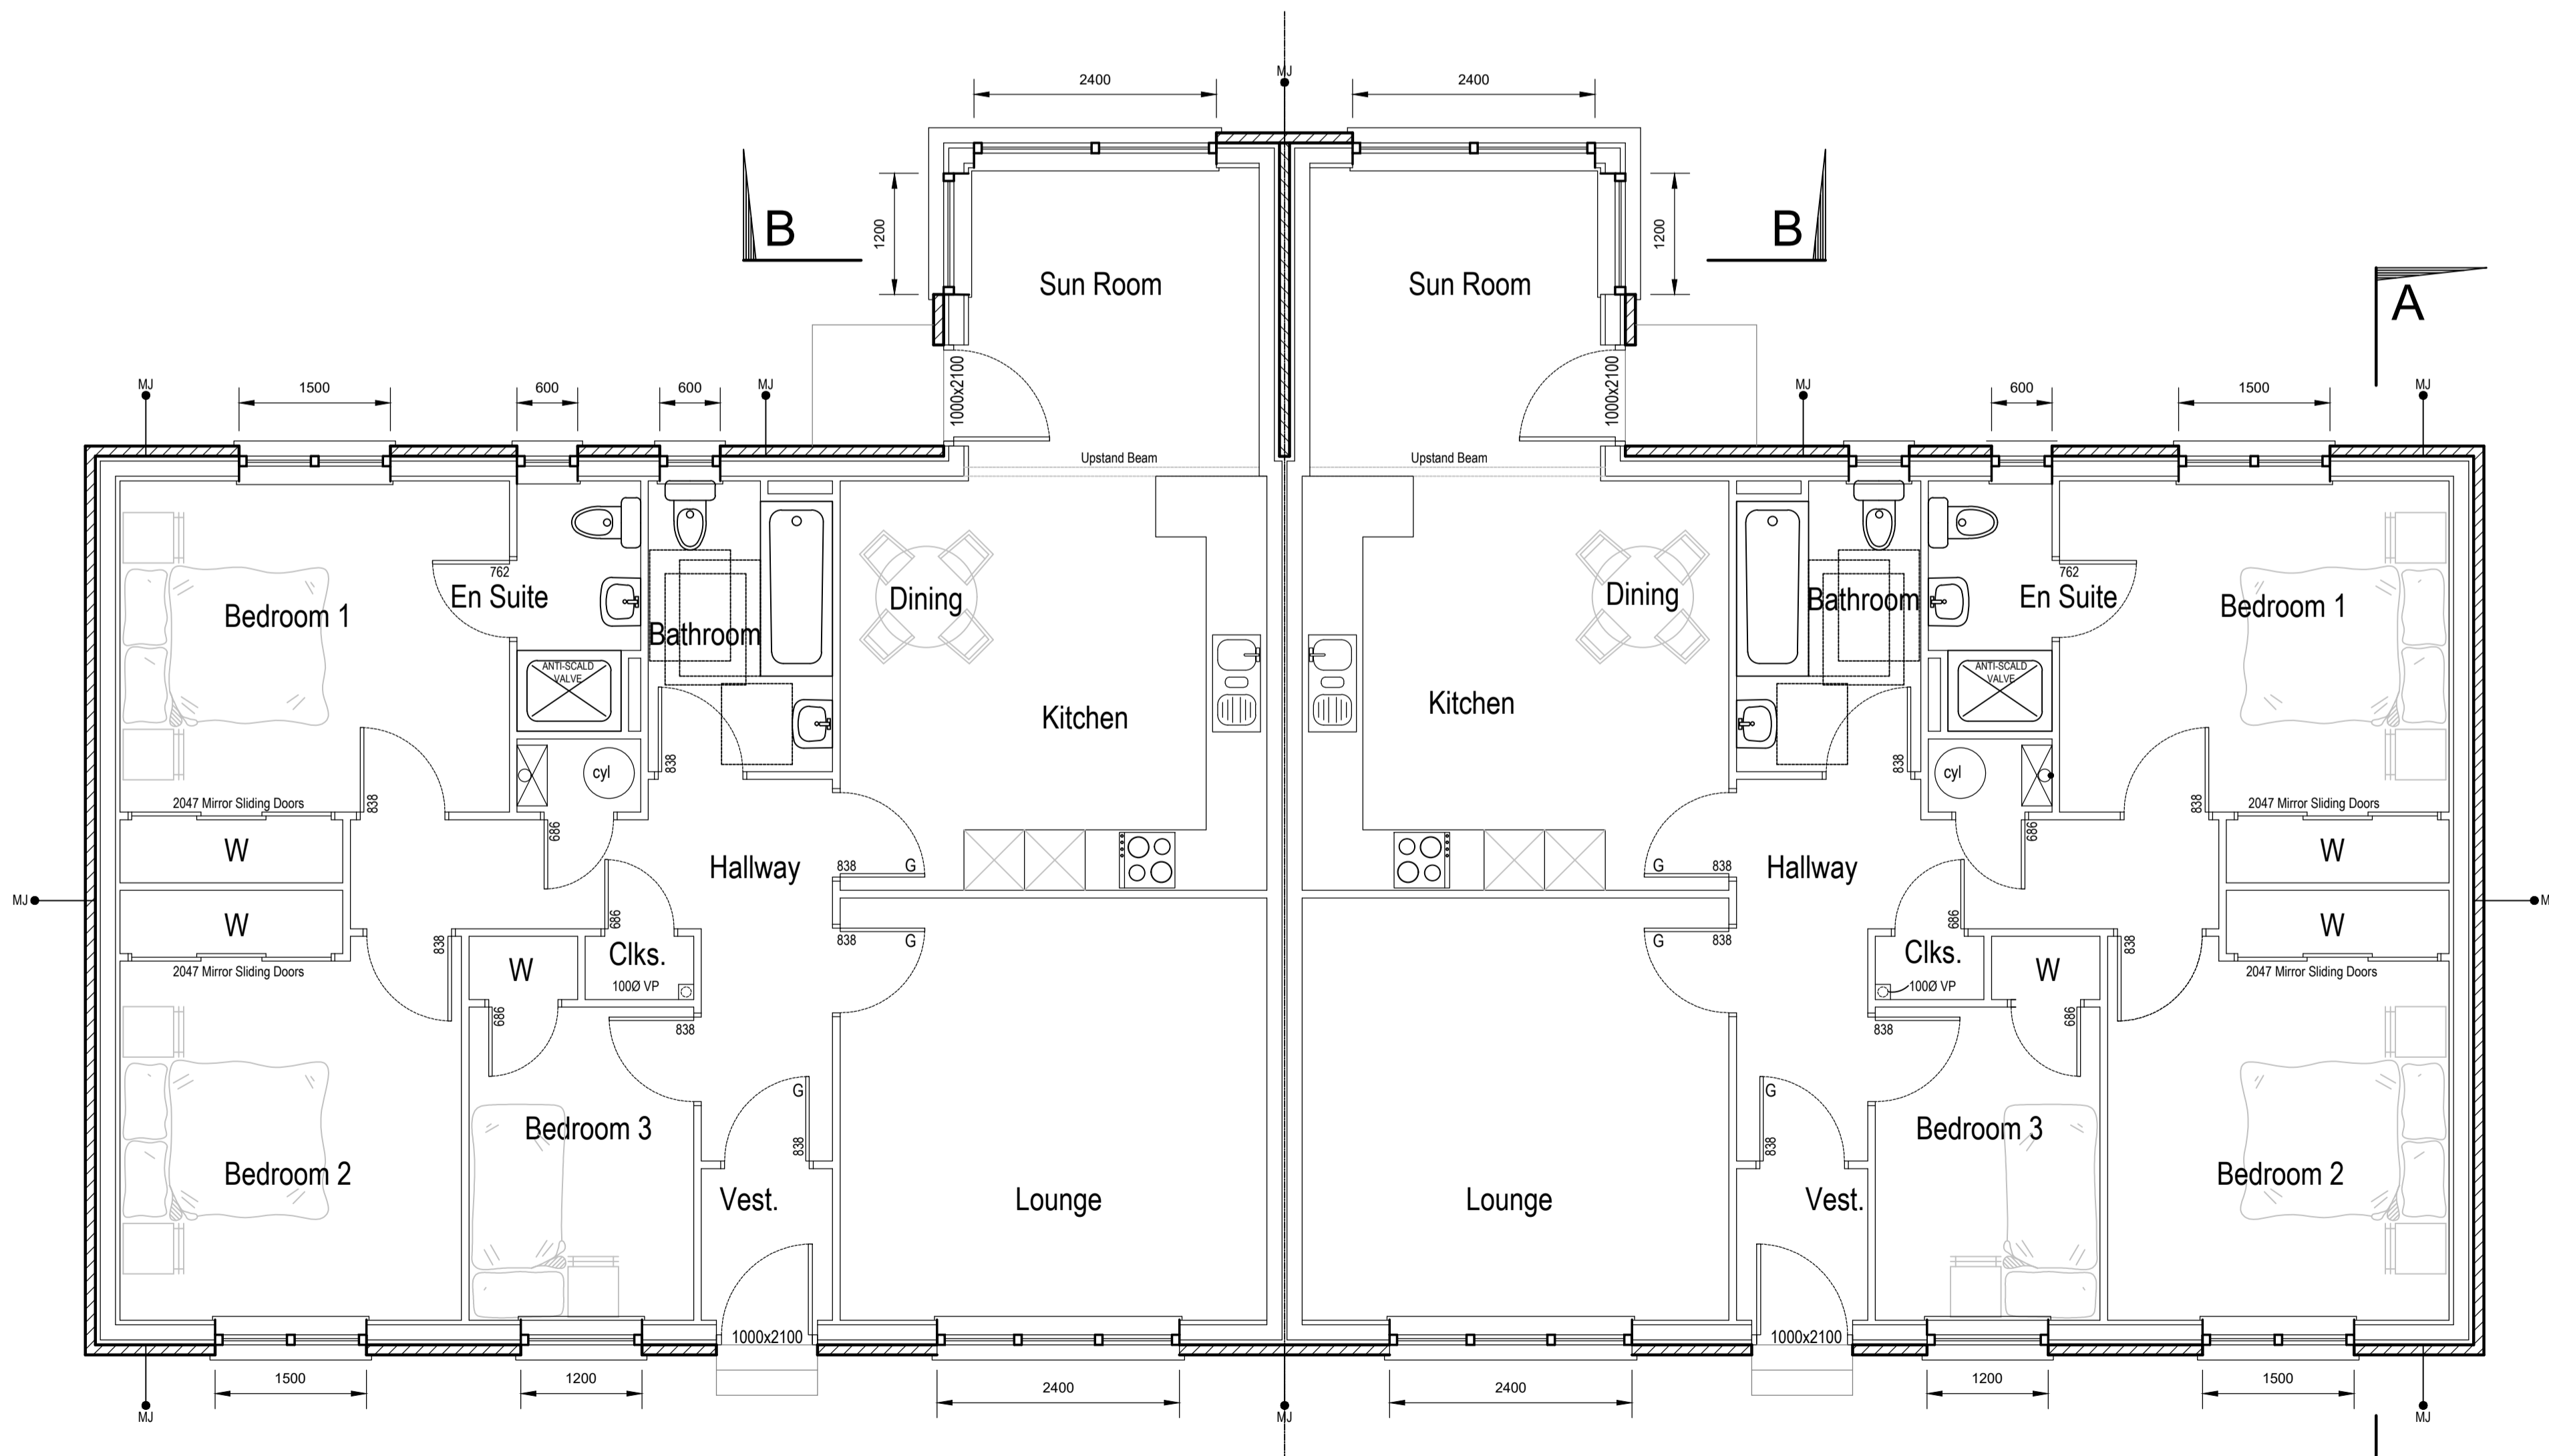 MJ
2400
2400
B
B
1200
1200
Sun Room
Sun Room
A
1000x2100
1000x2100
MJ
1500
600
600
MJ
MJ
600
1500
MJ
Upstand Beam
Upstand Beam
762
762
En Suite
Dining
Dining
Bathroom
En Suite
Bedroom 1
Bedroom 1
Bathroom
ANTI-SCALD
VALVE
ANTI-SCALD
VALVE
Kitchen
Kitchen
838
838
cyl
cyl
2047 Mirror Sliding Doors
838
838
2047 Mirror Sliding Doors
686
686
W
W
Hallway
838
G
G
838
Hallway
MJ
M
W
686
686
W
838
838
G
G
838
838
Clks.
Clks.
2047 Mirror Sliding Doors
W
W
2047 Mirror Sliding Doors
100Ø VP
100Ø VP
686
838
838
686
G
G
Bedroom 3
838
838
Bedroom 3
Bedroom 2
Bedroom 2
Vest.
Lounge
Lounge
Vest.
1000x2100
1000x2100
1500
1200
2400
2400
1200
1500
MJ
MJ
MJ